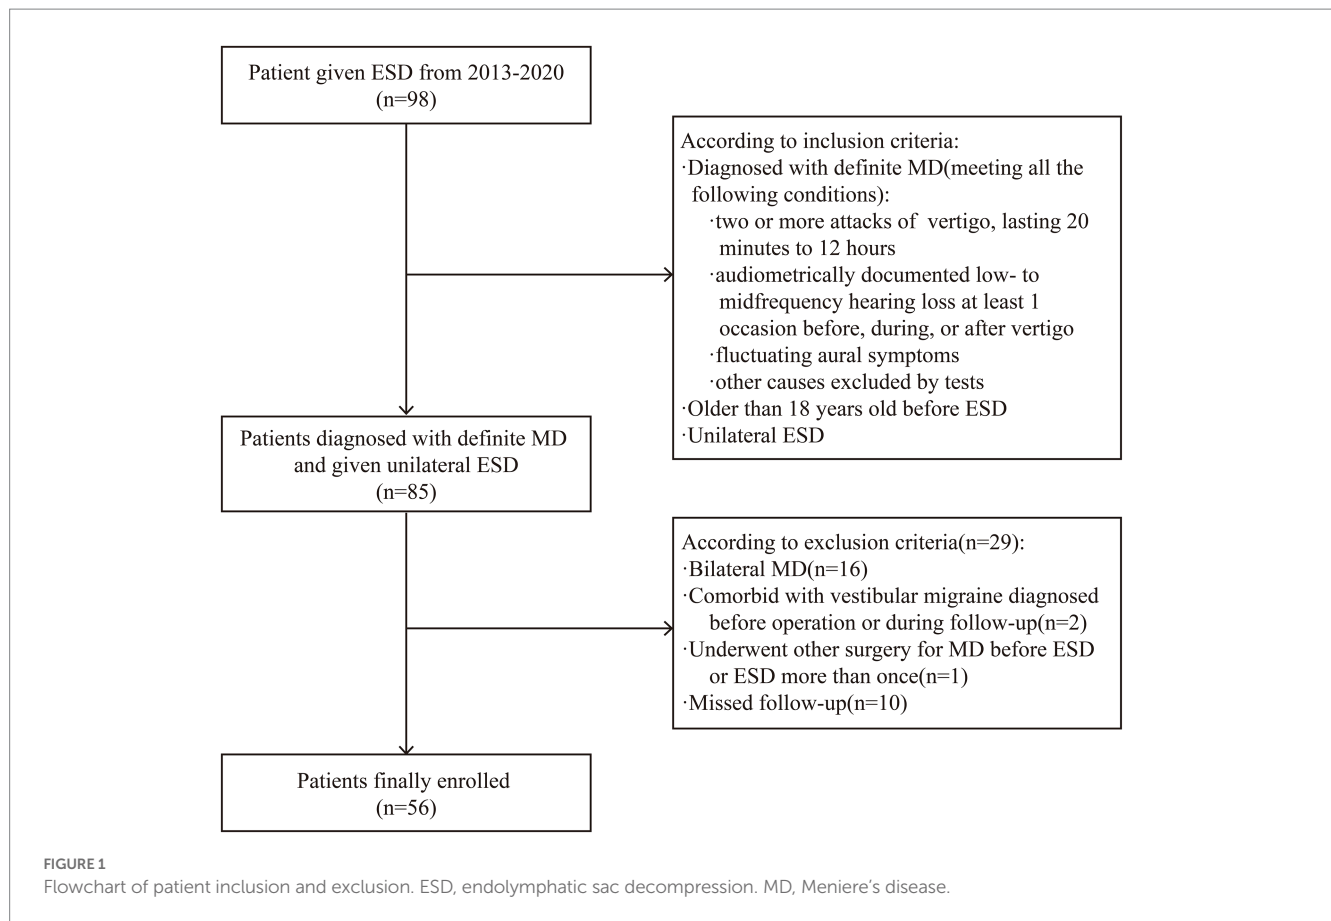 Patient given ESD from 2013-2020
(n=98)
According to inclusion criteria:
·Diagnosed with definite MD(meeting all the
following conditions):
·two or more attacks of vertigo, lasting 20
minutes to 12 hours
·audiometrically documented low- to
midfrequency hearing loss at least 1
occasion before, during, or after vertigo
·fluctuating aural symptoms
·other causes excluded by tests
·Older than 18 years old before ESD
·Unilateral ESD
Patients diagnosed with definite MD
and given unilateral ESD
(n=85)
According to exclusion criteria(n=29):
·Bilateral MD(n=16)
·Comorbid with vestibular migraine diagnosed
before operation or during follow-up(n=2)
·Underwent other surgery for MD before ESD
or ESD more than once(n=1)
·Missed follow-up(n=10)
Patients finally enrolled
(n=56)
FIGURE 1
Flowchart of patient inclusion and exclusion. ESD, endolymphatic sac decompression. MD, Meniere’s disease.